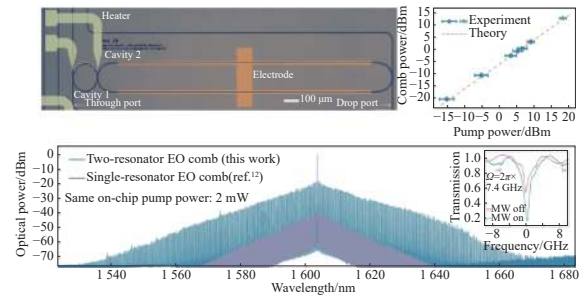 Heater
Cavity 2
Cavity 1
Electrode
100 μm
Through port
Drop port
Comb power/dBm
15
10
5
0
−5
−10
−15
−20
Experiment
Theory
−15 −10 −5 0 5 10 15 20
Pump power/dBm
Optical power/dBm
0
−10
−20
−30
−40
−50
−60
−70
Two-resonator EO comb (this work)
Single-resonator EO comb(ref.¹²)
Same on-chip pump power: 2 mW
1 540 1 560 1 580 1 600 1 620 1 640 1 660 1 680
Wavelength/nm
Transmission
1.0
0.8
0.6
0.4
0.2
Ω=2π×
7.4 GHz
MW off
MW on
−8 0 8
Frequency/GHz